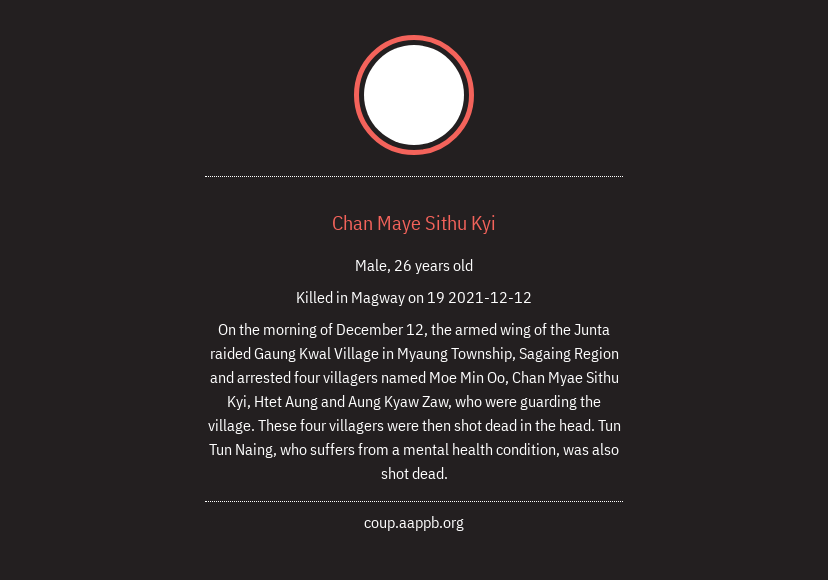 Chan Maye Sithu Kyi
Male, 26 years old
Killed in Magway on 19 2021-12-12
On the morning of December 12, the armed wing of the Junta
raided Gaung Kwal Village in Myaung Township, Sagaing Region
and arrested four villagers named Moe Min Oo, Chan Myae Sithu
Kyi, Htet Aung and Aung Kyaw Zaw, who were guarding the
village. These four villagers were then shot dead in the head. Tun
Tun Naing, who suffers from a mental health condition, was also
shot dead.
coup.aappb.org